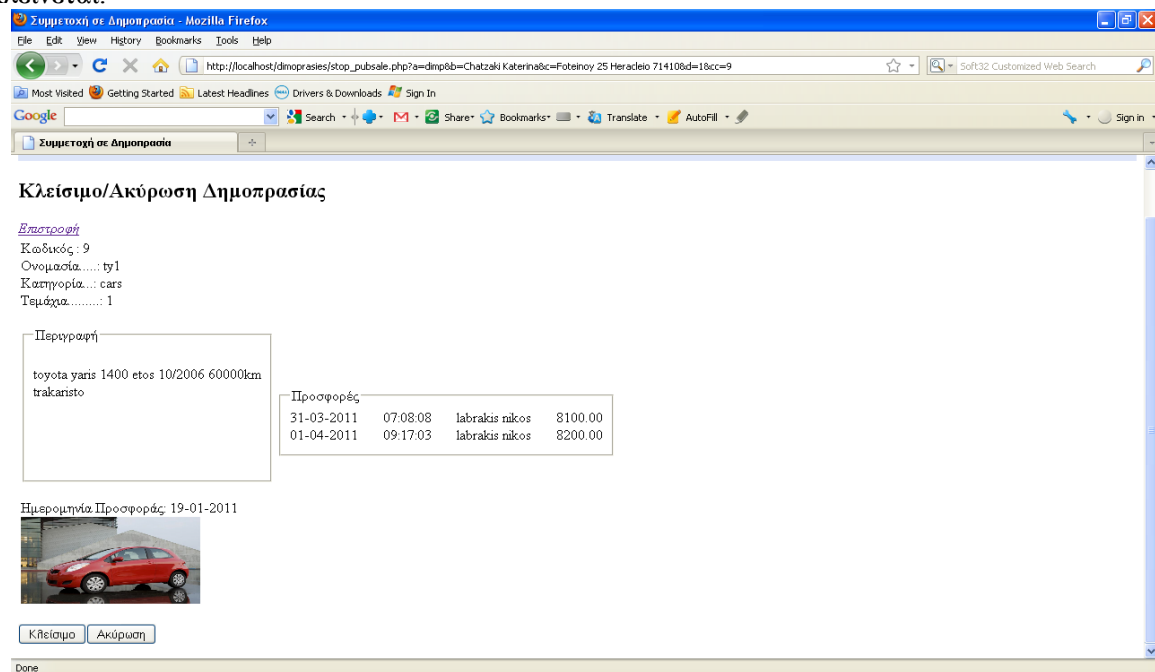 Συμμετοχή σε Δημοπρασία - Mozilla Firefox
File Edit View History Bookmarks Tools Help
http://localhost/dimoprasies/stop_pubsale.php?a=dimp&b=Chatzaki Katerina&c=Foteinoy 25 Heracleio 71410&d=1&cc=9
Soft32 Customized Web Search
Most Visited Getting Started Latest Headlines Drivers & Downloads Sign In
Google Search Share Bookmarks Translate AutoFill Sign in
Συμμετοχή σε Δημοπρασία
Κλείσιμο/Ακύρωση Δημοπρασίας
Επιστροφή
Κωδικός : 9
Ονομασία.....: ty1
Κατηγορία...: cars
Τεμάχια.........: 1
Περιγραφή
toyota yaris 1400 etos 10/2006 60000km
trakaristo
Προσφορές
31-03-2011 07:08:08 labrakis nikos 8100.00
01-04-2011 09:17:03 labrakis nikos 8200.00
Ημερομηνία Προσφοράς: 19-01-2011
Κλείσιμο Ακύρωση
Done